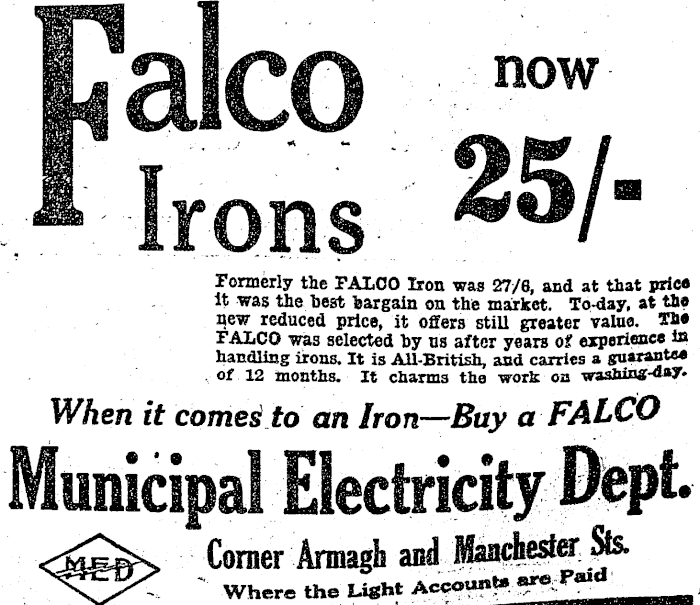 Falco
Irons
now
25/-
Formerly the FALCO Iron was 27/6, and at that price
it was the best bargain on the market. To-day, at the
new reduced price, it offers still greater value. The
FALCO was selected by us after years of experience in
handling irons. It is All-British, and carries a guarantee
of 12 months. It charms the work on washing-day.
When it comes to an Iron—Buy a FALCO
Municipal Electricity Dept.
MED
Corner Armagh and Manchester Sts.
Where the Light Accounts are Paid